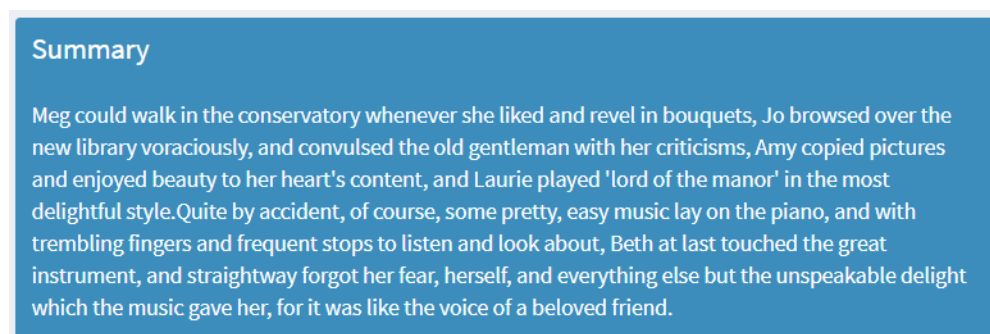 Summary
Meg could walk in the conservatory whenever she liked and revel in bouquets, Jo browsed over the
new library voraciously, and convulsed the old gentleman with her criticisms, Amy copied pictures
and enjoyed beauty to her heart's content, and Laurie played 'lord of the manor' in the most
delightful style.Quite by accident, of course, some pretty, easy music lay on the piano, and with
trembling fingers and frequent stops to listen and look about, Beth at last touched the great
instrument, and straightway forgot her fear, herself, and everything else but the unspeakable delight
which the music gave her, for it was like the voice of a beloved friend.